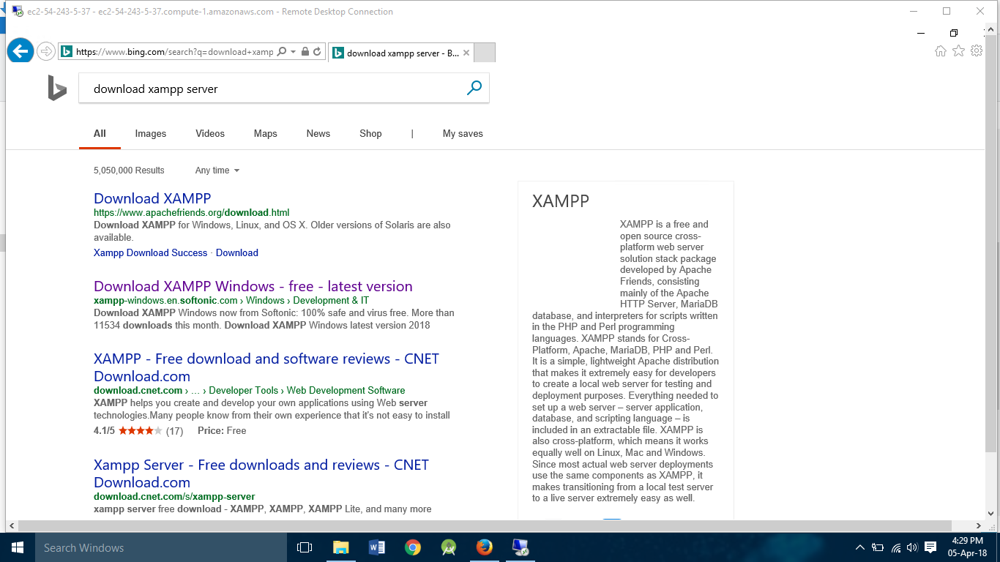 ec2-54-243-5-37 - ec2-54-243-5-37.compute-1.amazonaws.com - Remote Desktop Connection
https://www.bing.com/search?q=download+xamp
download xampp server - B...
download xampp server
All Images Videos Maps News Shop | My saves
5,050,000 Results Any time
Download XAMPP
https://www.apachefriends.org/download.html
Download XAMPP for Windows, Linux, and OS X. Older versions of Solaris are also
available.
Xampp Download Success · Download
Download XAMPP Windows - free - latest version
xampp-windows.en.softonic.com › Windows › Development & IT
Download XAMPP Windows now from Softonic: 100% safe and virus free. More than
11534 downloads this month. Download XAMPP Windows latest version 2018
XAMPP - Free download and software reviews - CNET
Download.com
download.cnet.com › ... › Developer Tools › Web Development Software
XAMPP helps you create and develop your own applications using Web server
technologies.Many people know from their own experience that it's not easy to install
4.1/5 (17) Price: Free
Xampp Server - Free downloads and reviews - CNET
Download.com
download.cnet.com/s/xampp-server
xampp server free download - XAMPP, XAMPP, XAMPP Lite, and many more
XAMPP
XAMPP is a free and
open source cross-
platform web server
solution stack package
developed by Apache
Friends, consisting
mainly of the Apache
HTTP Server, MariaDB
database, and interpreters for scripts written
in the PHP and Perl programming
languages. XAMPP stands for Cross-
Platform, Apache, MariaDB, PHP and Perl.
It is a simple, lightweight Apache distribution
that makes it extremely easy for developers
to create a local web server for testing and
deployment purposes. Everything needed to
set up a web server – server application,
database, and scripting language – is
included in an extractable file. XAMPP is
also cross-platform, which means it works
equally well on Linux, Mac and Windows.
Since most actual web server deployments
use the same components as XAMPP, it
makes transitioning from a local test server
to a live server extremely easy as well.
Search Windows
4:29 PM
05-Apr-18